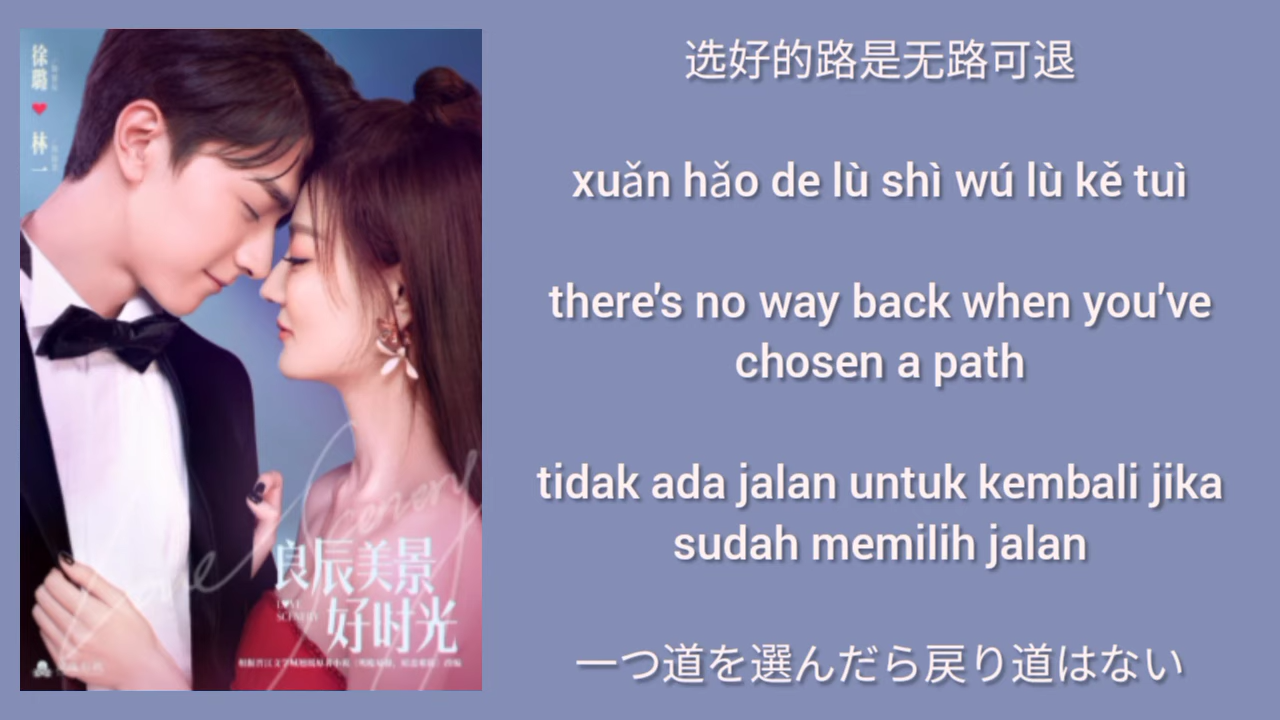 徐璐
林一
Love Scenery
良辰美景
LOVE
SCENERY
好时光
选好的路是无路可退
xuǎn hǎo de lù shì wú lù kě tuì
there's no way back when you've
chosen a path
tidak ada jalan untuk kembali jika
sudah memilih jalan
一つ道を選んだら戻り道はない